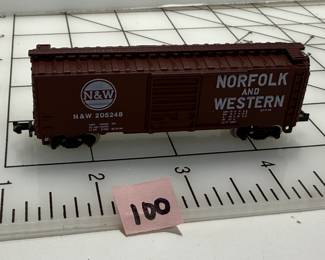 N&W
N&W 205248
NORFOLK
AND
WESTERN
100
1
2
3
4